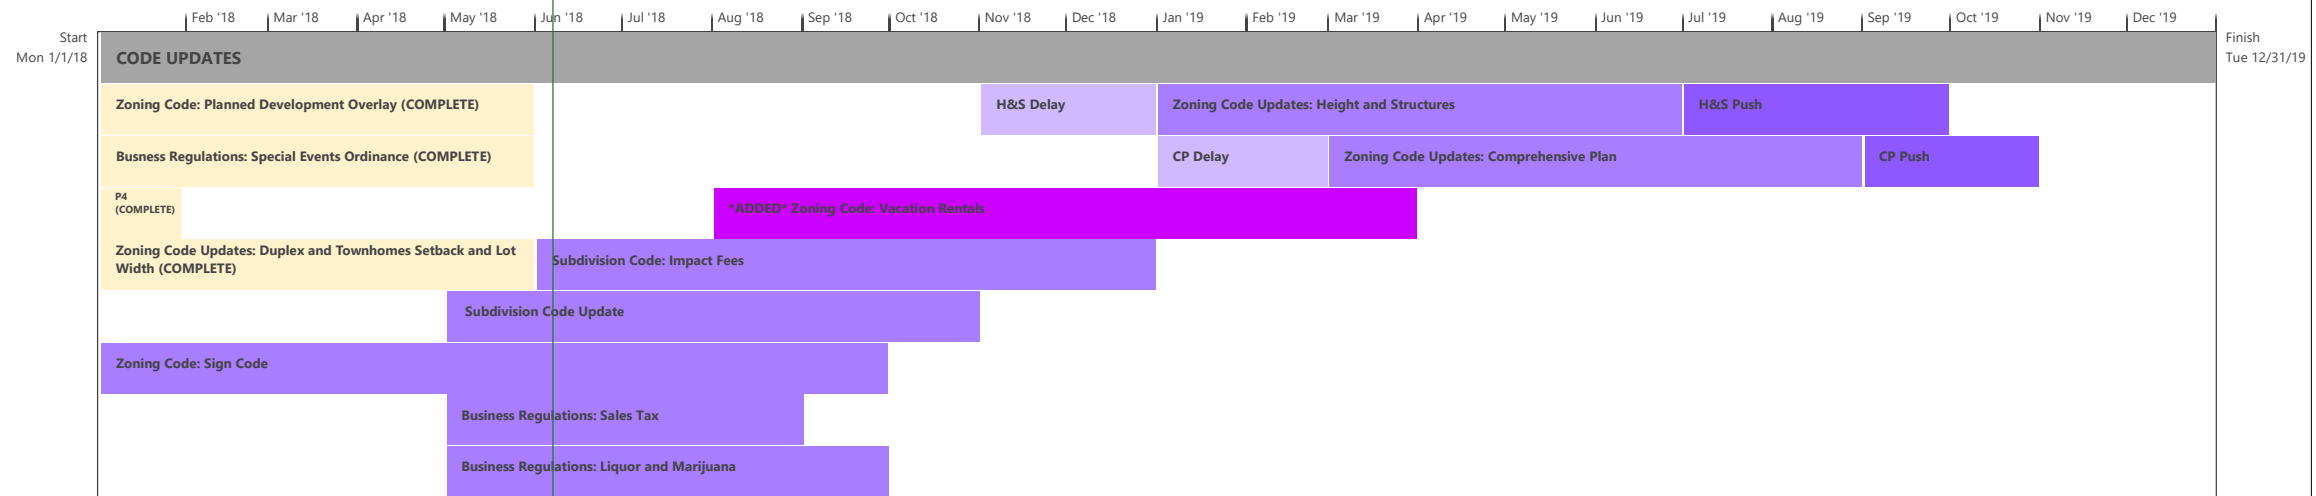 Feb '18 Mar '18 Apr '18 May '18 Jun '18 Jul '18 Aug '18 Sep '18 Oct '18 Nov '18 Dec '18 Jan '19 Feb '19 Mar '19 Apr '19 May '19 Jun '19 Jul '19 Aug '19 Sep '19 Oct '19 Nov '19 Dec '19
Start
Mon 1/1/18
Finish
Tue 12/31/19
CODE UPDATES
Zoning Code: Planned Development Overlay (COMPLETE)
H&S Delay
Zoning Code Updates: Height and Structures
H&S Push
Busness Regulations: Special Events Ordinance (COMPLETE)
CP Delay
Zoning Code Updates: Comprehensive Plan
CP Push
P4
(COMPLETE)
*ADDED* Zoning Code: Vacation Rentals
Zoning Code Updates: Duplex and Townhomes Setback and Lot
Width (COMPLETE)
Subdivision Code: Impact Fees
Subdivision Code Update
Zoning Code: Sign Code
Business Regulations: Sales Tax
Business Regulations: Liquor and Marijuana